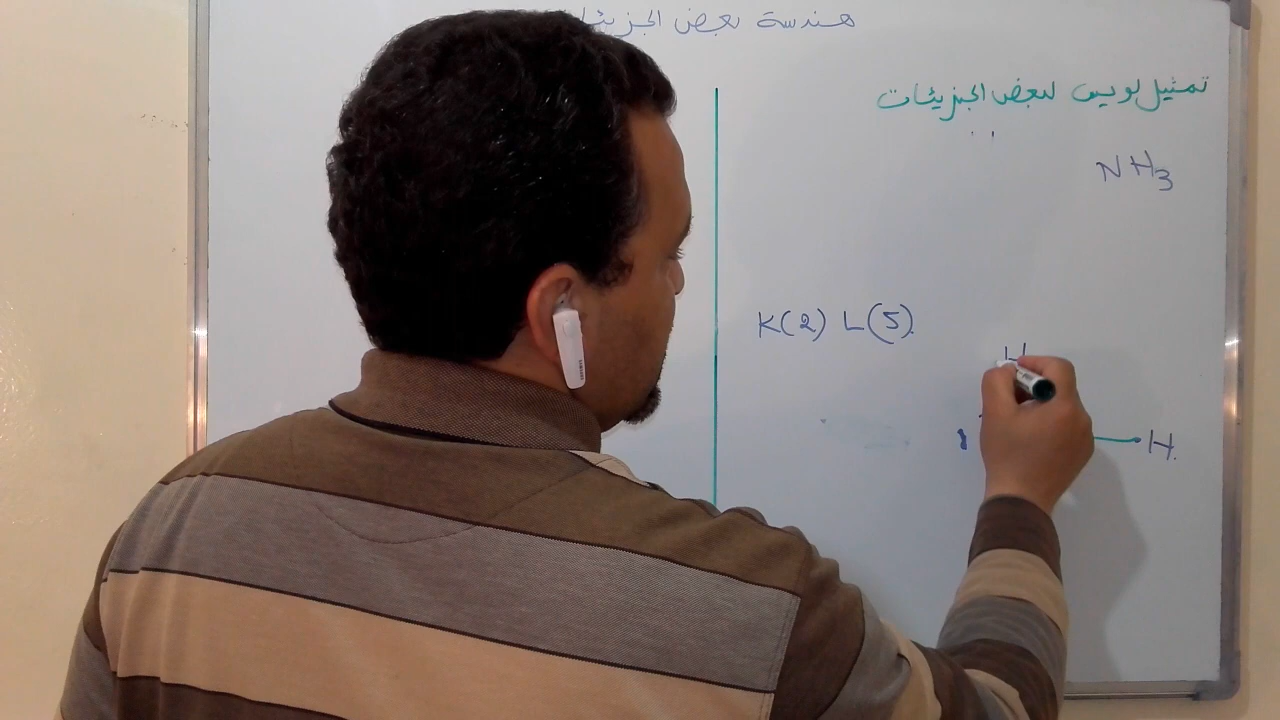 هندسة بعض الجزيئات
تمثيل لويس لبعض الجزيئات
NH3
K(2) L(5).
H
H.